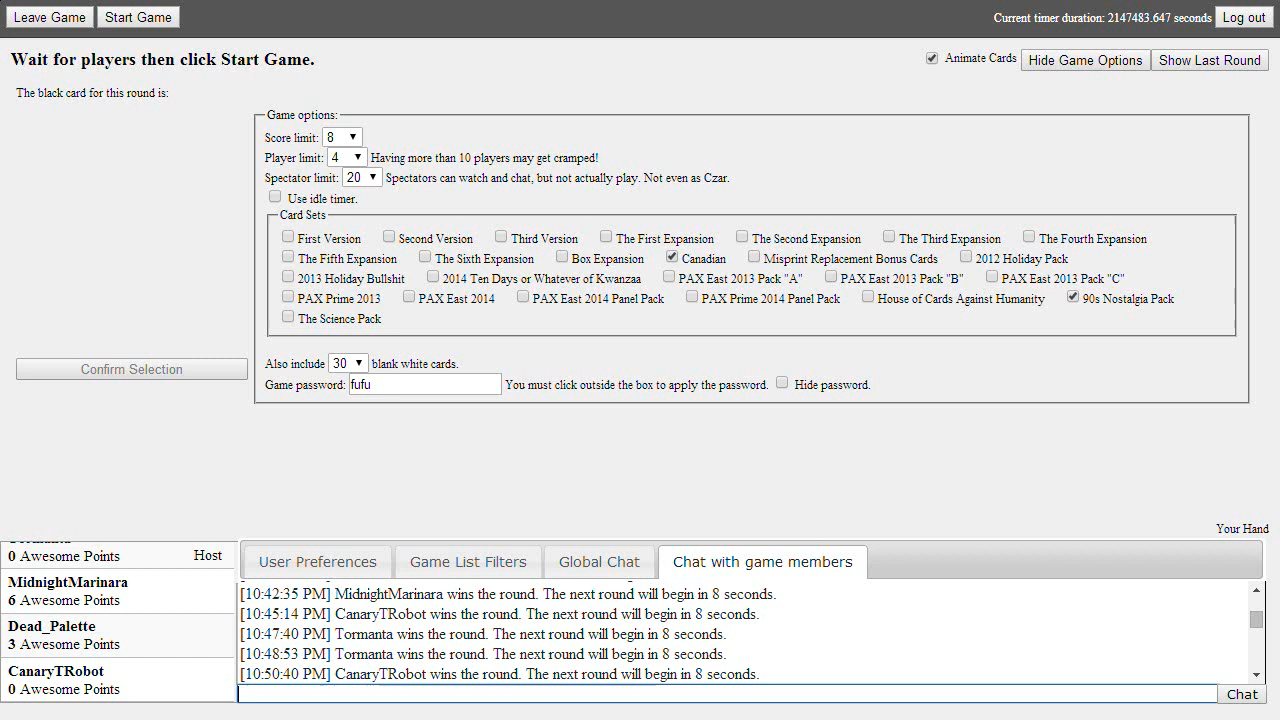 Leave Game Start Game Current timer duration: 2147483.647 seconds Log out
Wait for players then click Start Game. Animate Cards Hide Game Options Show Last Round
The black card for this round is:
Game options:
Score limit: 8
Player limit: 4 Having more than 10 players may get cramped!
Spectator limit: 20 Spectators can watch and chat, but not actually play. Not even as Czar.
Use idle timer.
Card Sets
First Version Second Version Third Version The First Expansion The Second Expansion The Third Expansion The Fourth Expansion
The Fifth Expansion The Sixth Expansion Box Expansion Canadian Misprint Replacement Bonus Cards 2012 Holiday Pack
2013 Holiday Bullshit 2014 Ten Days or Whatever of Kwanzaa PAX East 2013 Pack "A" PAX East 2013 Pack "B" PAX East 2013 Pack "C"
PAX Prime 2013 PAX East 2014 PAX East 2014 Panel Pack PAX Prime 2014 Panel Pack House of Cards Against Humanity 90s Nostalgia Pack
The Science Pack
Also include 30 blank white cards.
Confirm Selection
Game password: fufu You must click outside the box to apply the password. Hide password.
Your Hand
0 Awesome Points Host
MidnightMarinara
6 Awesome Points
Dead_Palette
3 Awesome Points
CanaryTRobot
0 Awesome Points
User Preferences Game List Filters Global Chat Chat with game members
[10:42:35 PM] MidnightMarinara wins the round. The next round will begin in 8 seconds.
[10:45:14 PM] CanaryTRobot wins the round. The next round will begin in 8 seconds.
[10:47:40 PM] Tormanta wins the round. The next round will begin in 8 seconds.
[10:48:53 PM] Tormanta wins the round. The next round will begin in 8 seconds.
[10:50:40 PM] CanaryTRobot wins the round. The next round will begin in 8 seconds.
Chat